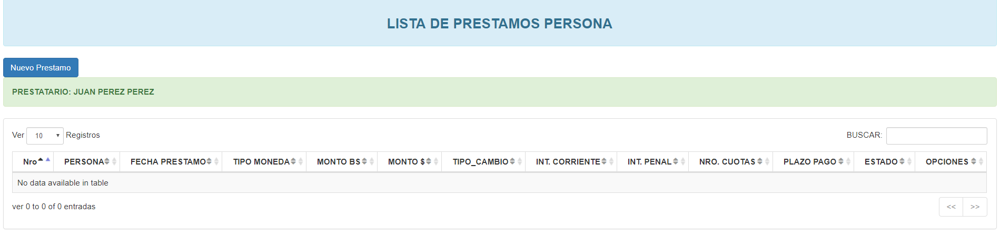 LISTA DE PRESTAMOS PERSONA
Nuevo Prestamo
PRESTATARIO: JUAN PEREZ PEREZ
Ver 10 Registros BUSCAR:
Nro PERSONA FECHA PRESTAMO TIPO MONEDA MONTO BS MONTO $ TIPO_CAMBIO INT. CORRIENTE INT. PENAL NRO. CUOTAS PLAZO PAGO ESTADO OPCIONES
No data available in table
ver 0 to 0 of 0 entradas << >>